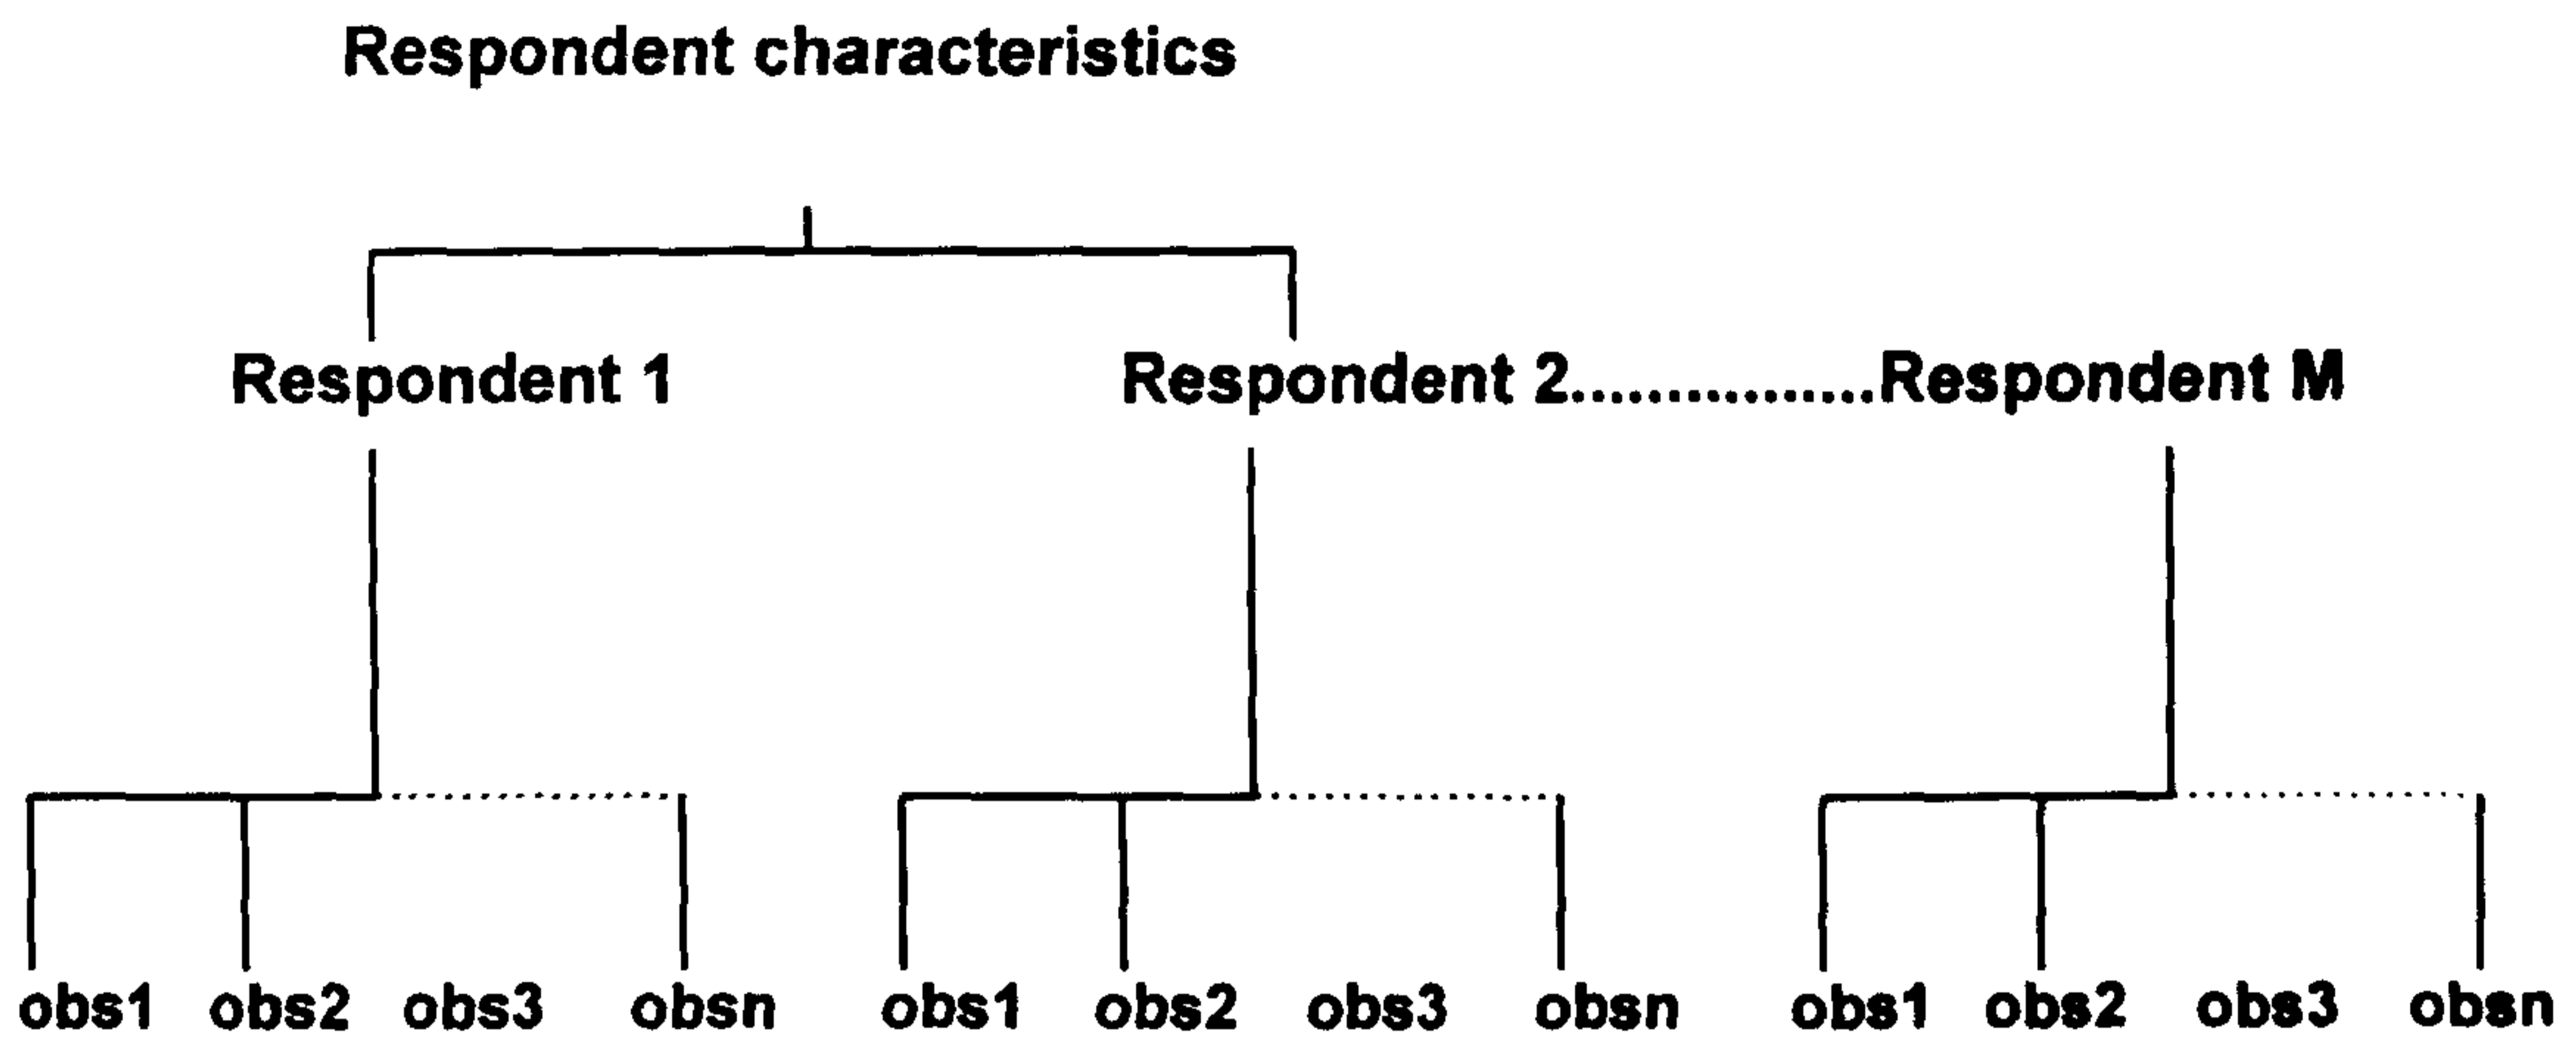 Respondent characteristics
Respondent 1 Respondent 2................Respondent M
obs1 obs2 obs3 obsn obs1 obs2 obs3 obsn obs1 obs2 obs3 obsn